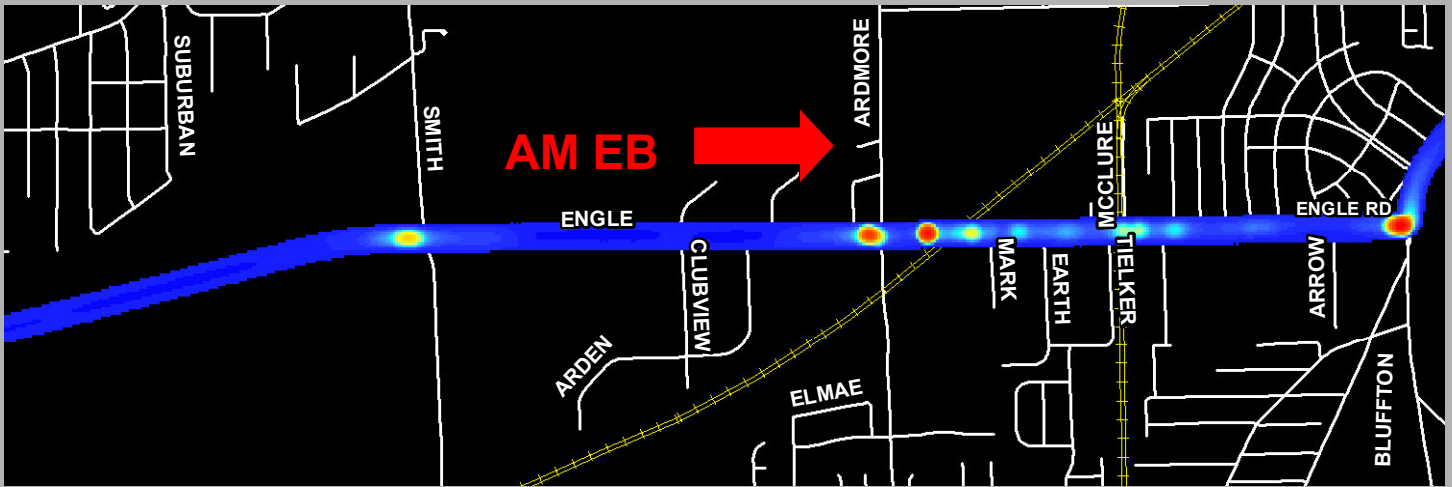 SUBURBAN
SMITH
AM EB
ARDMORE
MCCLURE
ENGLE
ENGLE RD
CLUBVIEW
MARK
EARTH
TIELKER
ARROW
ARDEN
ELMAE
BLUFFTON